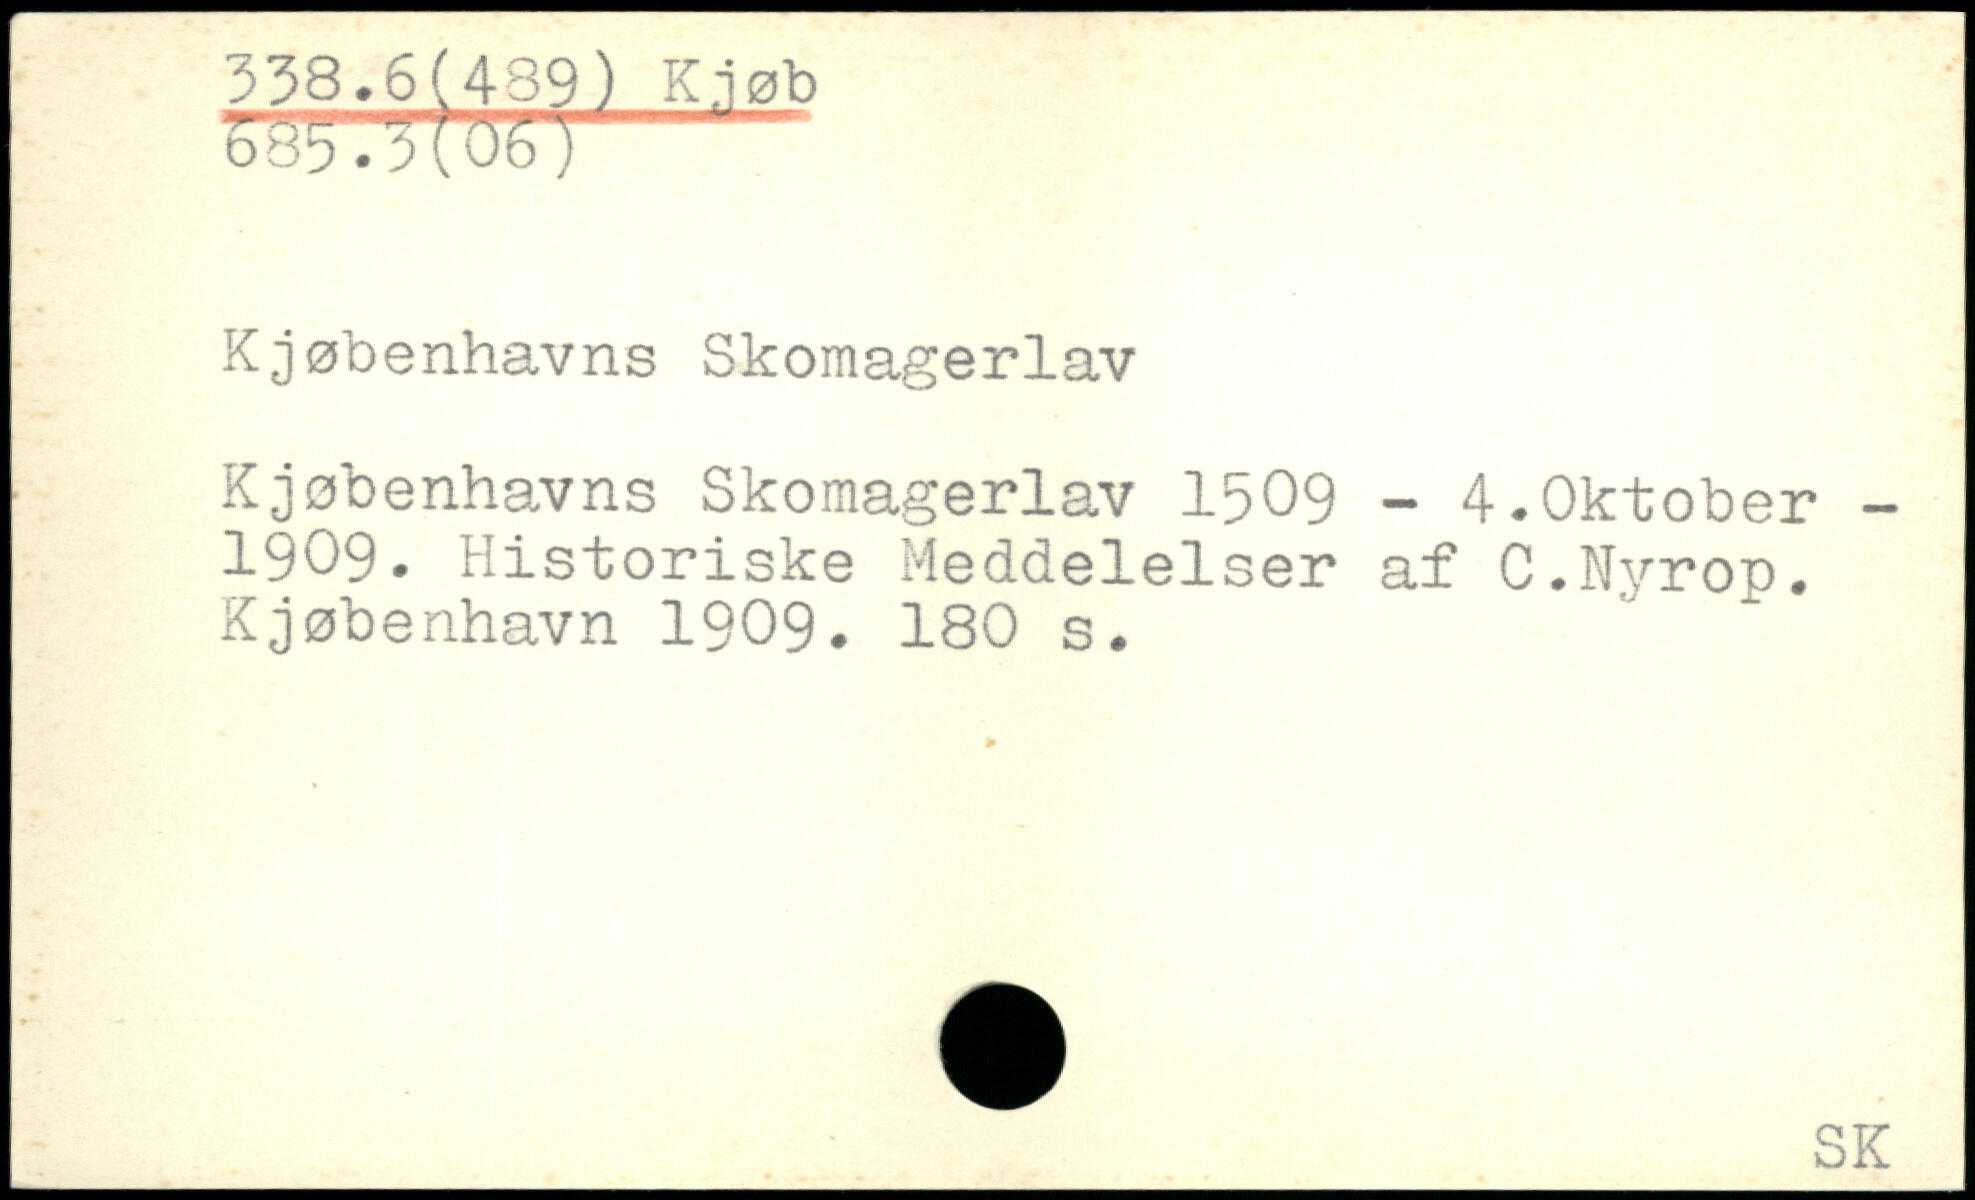 338.6(489) Kjøb
685.3(06)
Kjøbenhavns Skomagerlav
Kjøbenhavns Skomagerlav 1509 - 4.Oktober -
1909. Historiske Meddelelser af C.Nyrop.
Kjøbenhavn 1909. 180 s.
SK